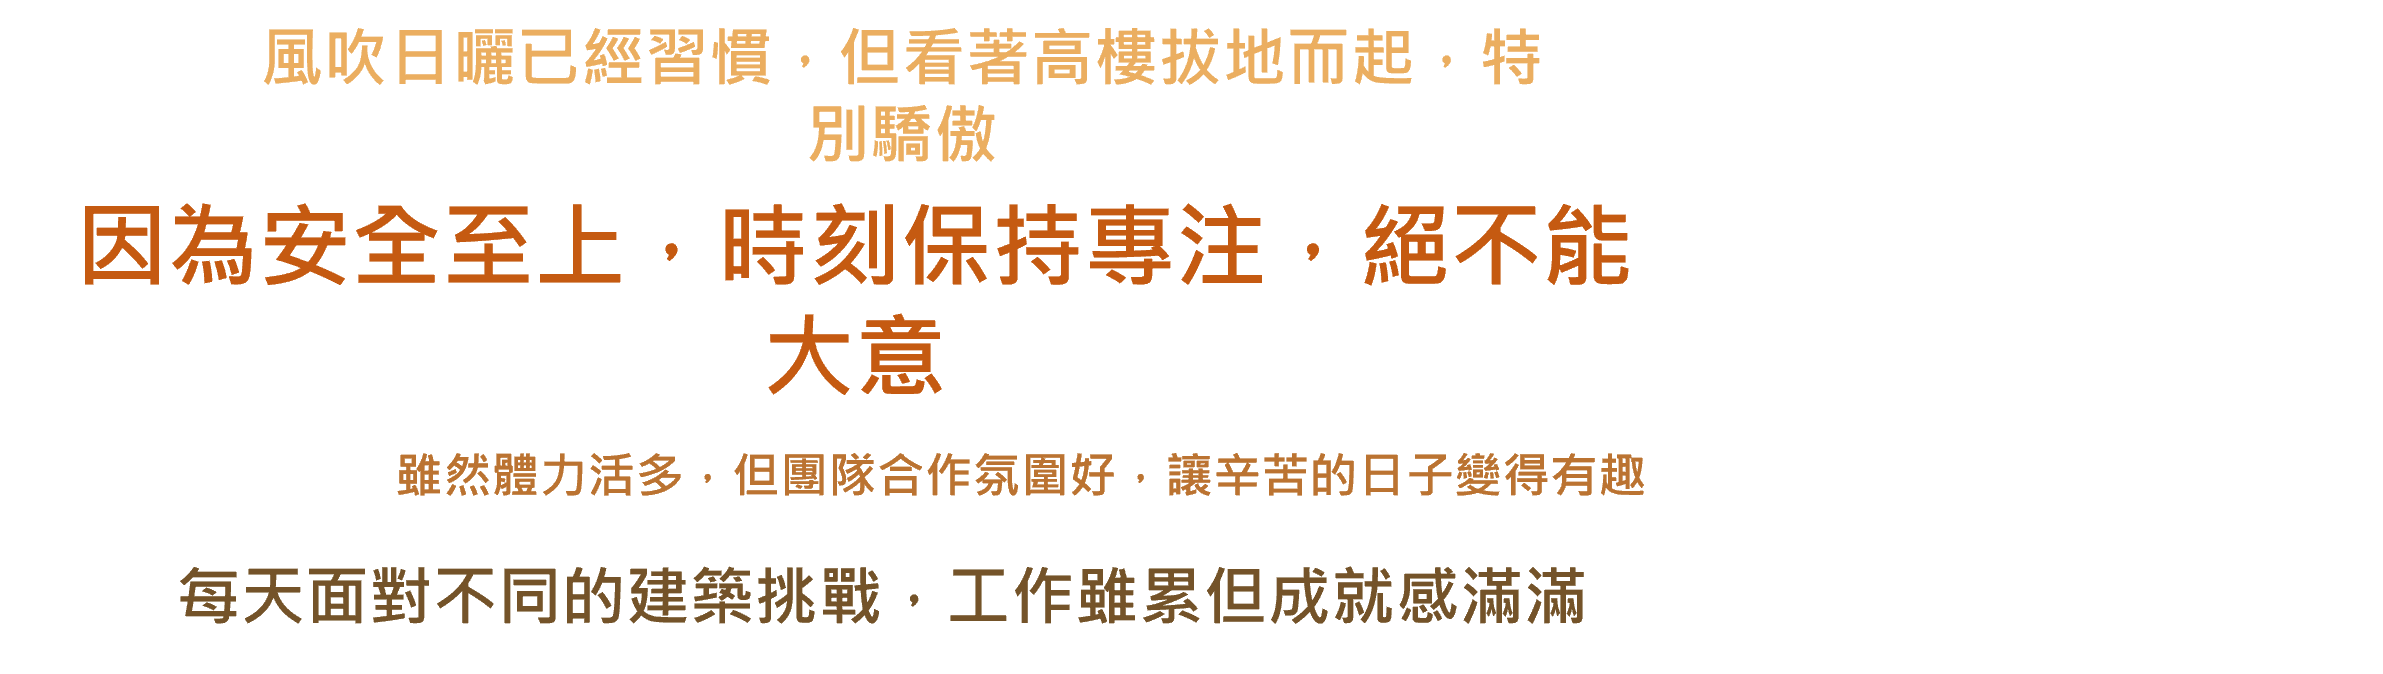 風吹日曬已經習慣，但看著高樓拔地而起，特
別驕傲
因為安全至上，時刻保持專注，絕不能
大意
雖然體力活多，但團隊合作氛圍好，讓辛苦的日子變得有趣
每天面對不同的建築挑戰，工作雖累但成就感滿滿